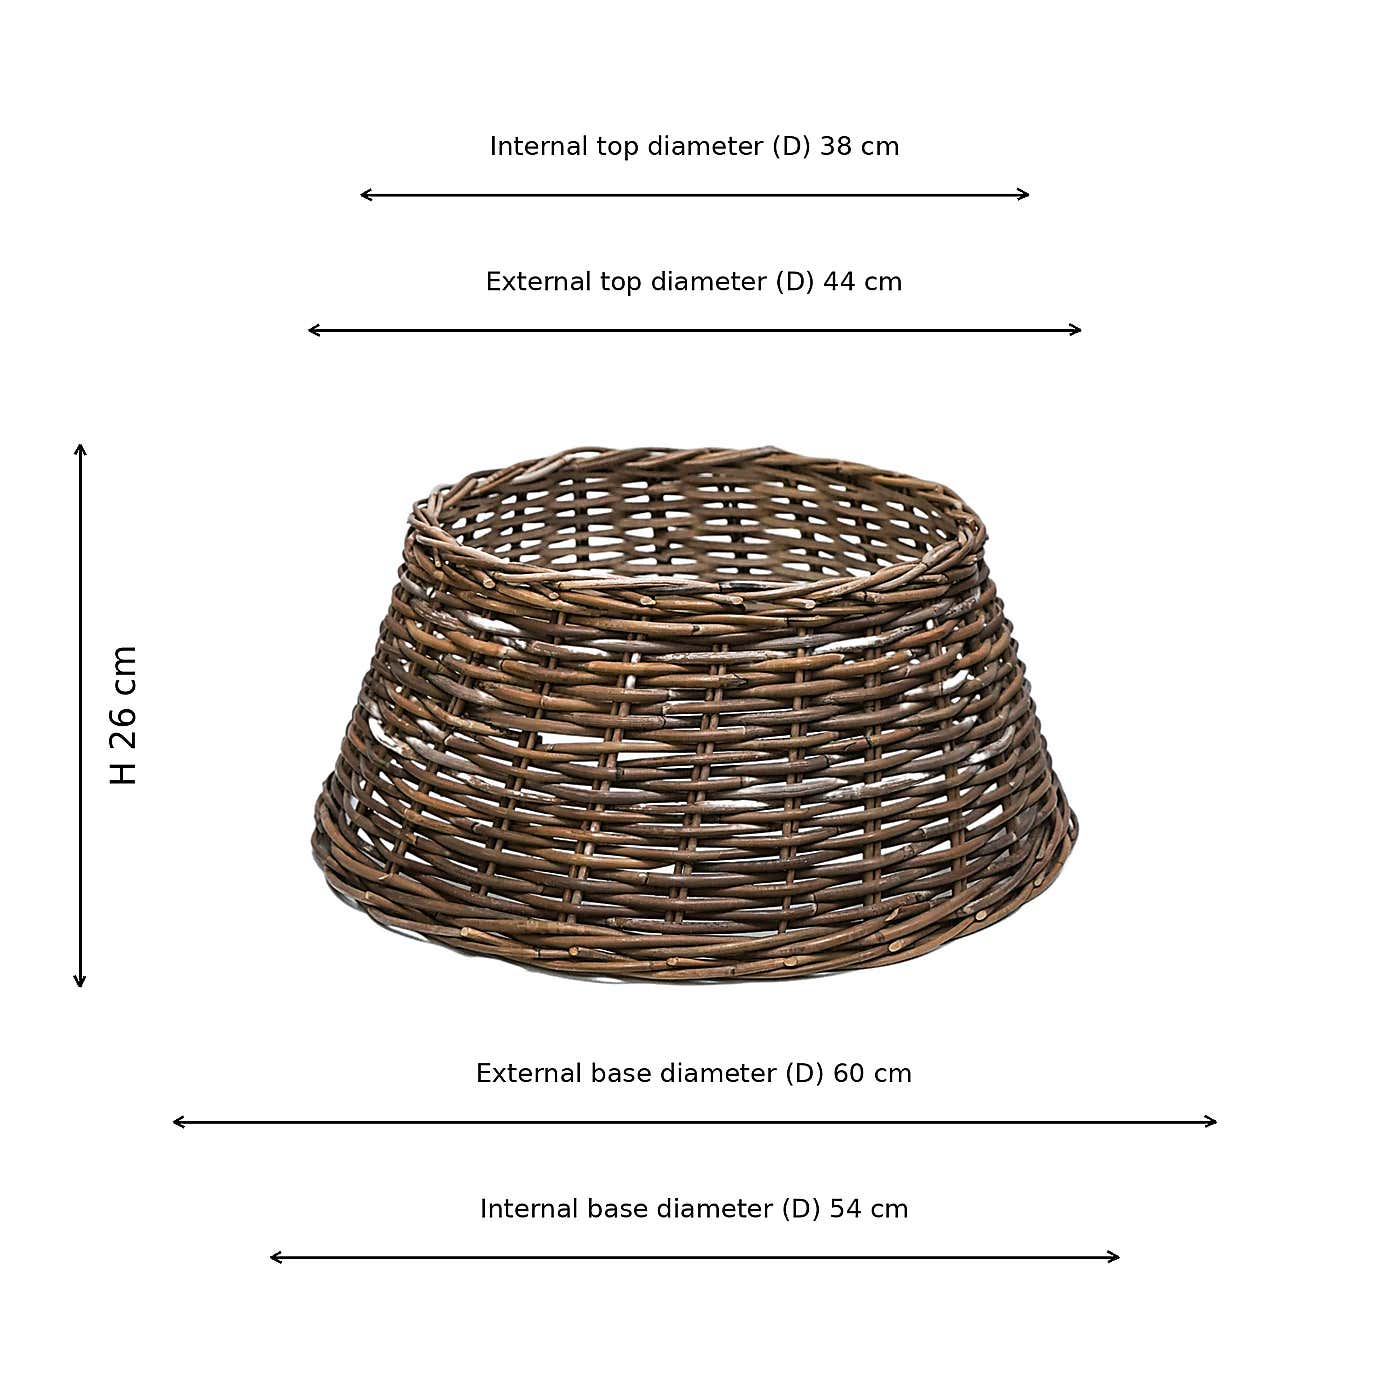 Internal top diameter (D) 38 cm
External top diameter (D) 44 cm
H 26 cm
External base diameter (D) 60 cm
Internal base diameter (D) 54 cm